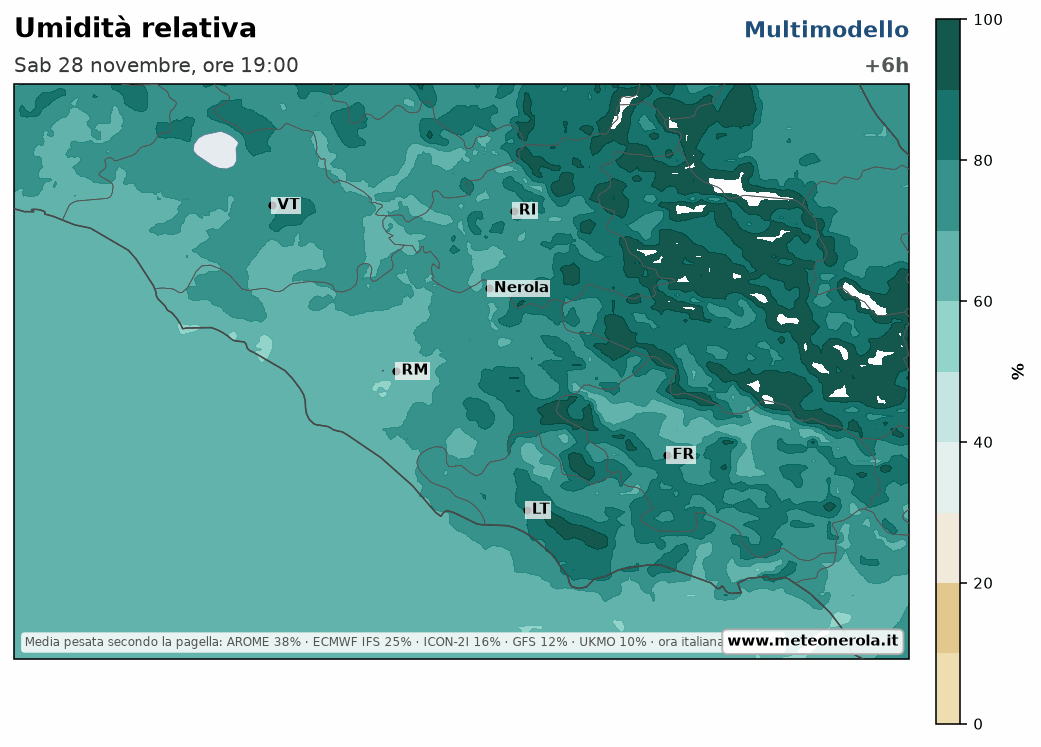 Umidità relativa
Multimodello
Sab 28 novembre, ore 19:00
+6h
VT
RI
Nerola
RM
FR
LT
Media pesata secondo la pagella: AROME 38% · ECMWF IFS 25% · ICON-2I 16% · GFS 12% · UKMO 10% · ora italiana
www.meteonerola.it
100
80
60
40
20
0
%